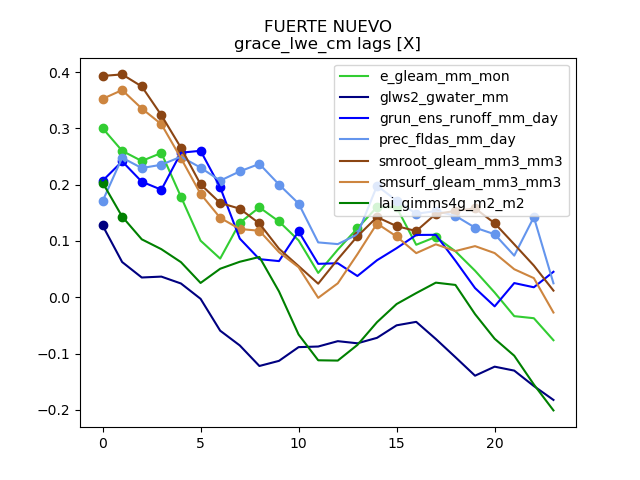 FUERTE NUEVO
grace_lwe_cm lags [X]
e_gleam_mm_mon
glws2_gwater_mm
grun_ens_runoff_mm_day
prec_fldas_mm_day
smroot_gleam_mm3_mm3
smsurf_gleam_mm3_mm3
lai_gimms4g_m2_m2
0.4
0.3
0.2
0.1
0.0
−0.1
−0.2
0 5 10 15 20